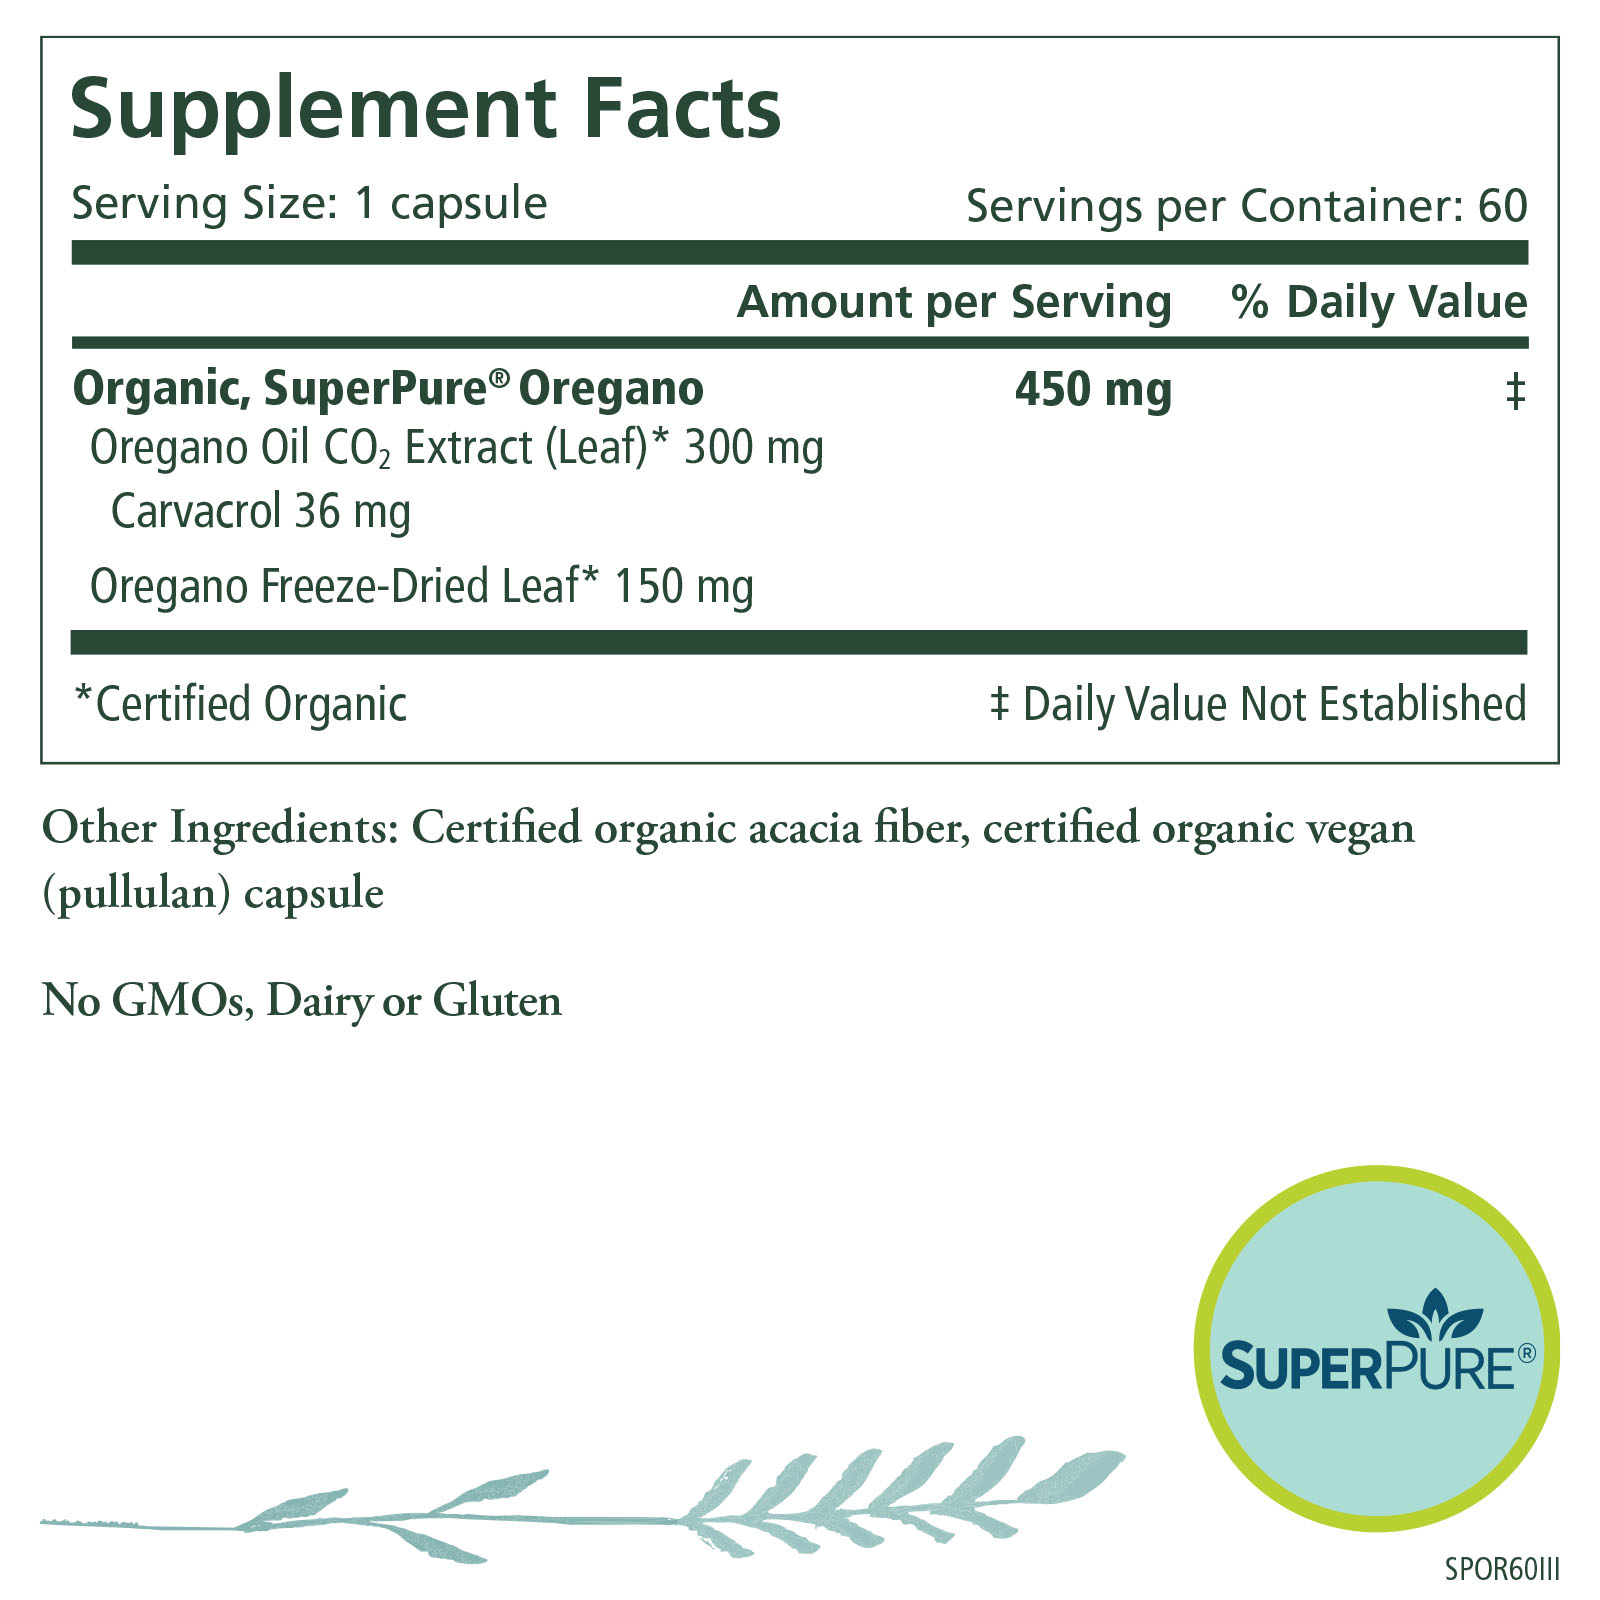 Supplement Facts
Serving Size: 1 capsule
Servings per Container: 60
Amount per Serving % Daily Value
Organic, SuperPure® Oregano 450 mg ‡
Oregano Oil CO₂ Extract (Leaf)* 300 mg
Carvacrol 36 mg
Oregano Freeze-Dried Leaf* 150 mg
*Certified Organic
‡ Daily Value Not Established
Other Ingredients: Certified organic acacia fiber, certified organic vegan
(pullulan) capsule
No GMOs, Dairy or Gluten
SUPERPURE®
SPOR60III